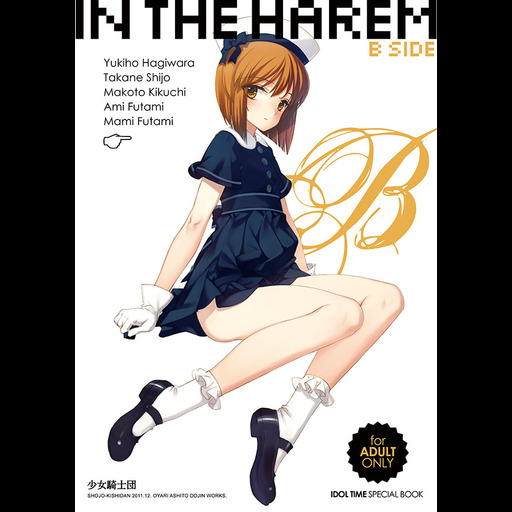 IN THE HAREM
B SIDE
Yukiho Hagiwara
Takane Shijo
Makoto Kikuchi
Ami Futami
Mami Futami
B
for
ADULT
ONLY
少女騎士団
SHOJO-KISHIDAN 2011.12. OYARI ASHITO DOJIN WORKS.
IDOL TIME SPECIAL BOOK